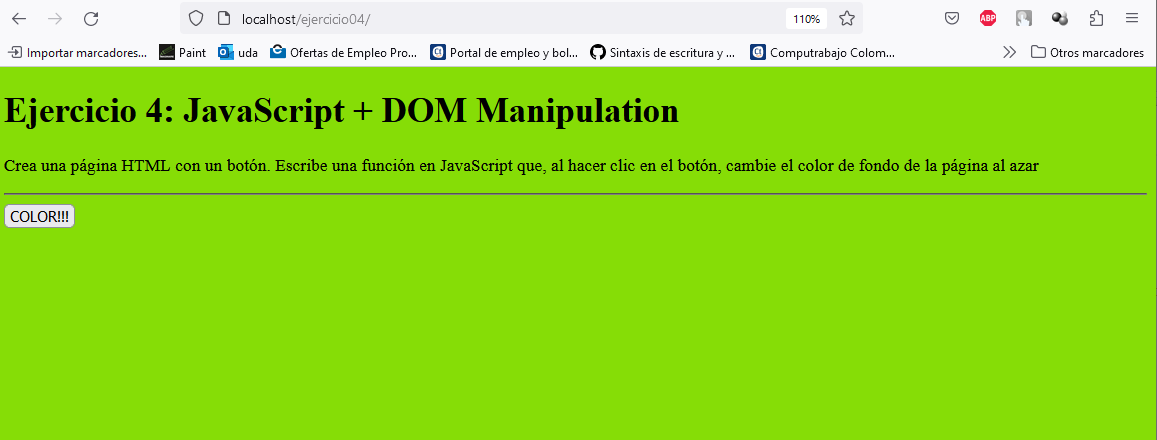 localhost/ejercicio04/
110%
ABP
Importar marcadores...
Paint
uda
Ofertas de Empleo Pro...
Portal de empleo y bol...
Sintaxis de escritura y ...
Computrabajo Colom...
Otros marcadores
Ejercicio 4: JavaScript + DOM Manipulation
Crea una página HTML con un botón. Escribe una función en JavaScript que, al hacer clic en el botón, cambie el color de fondo de la página al azar
COLOR!!!